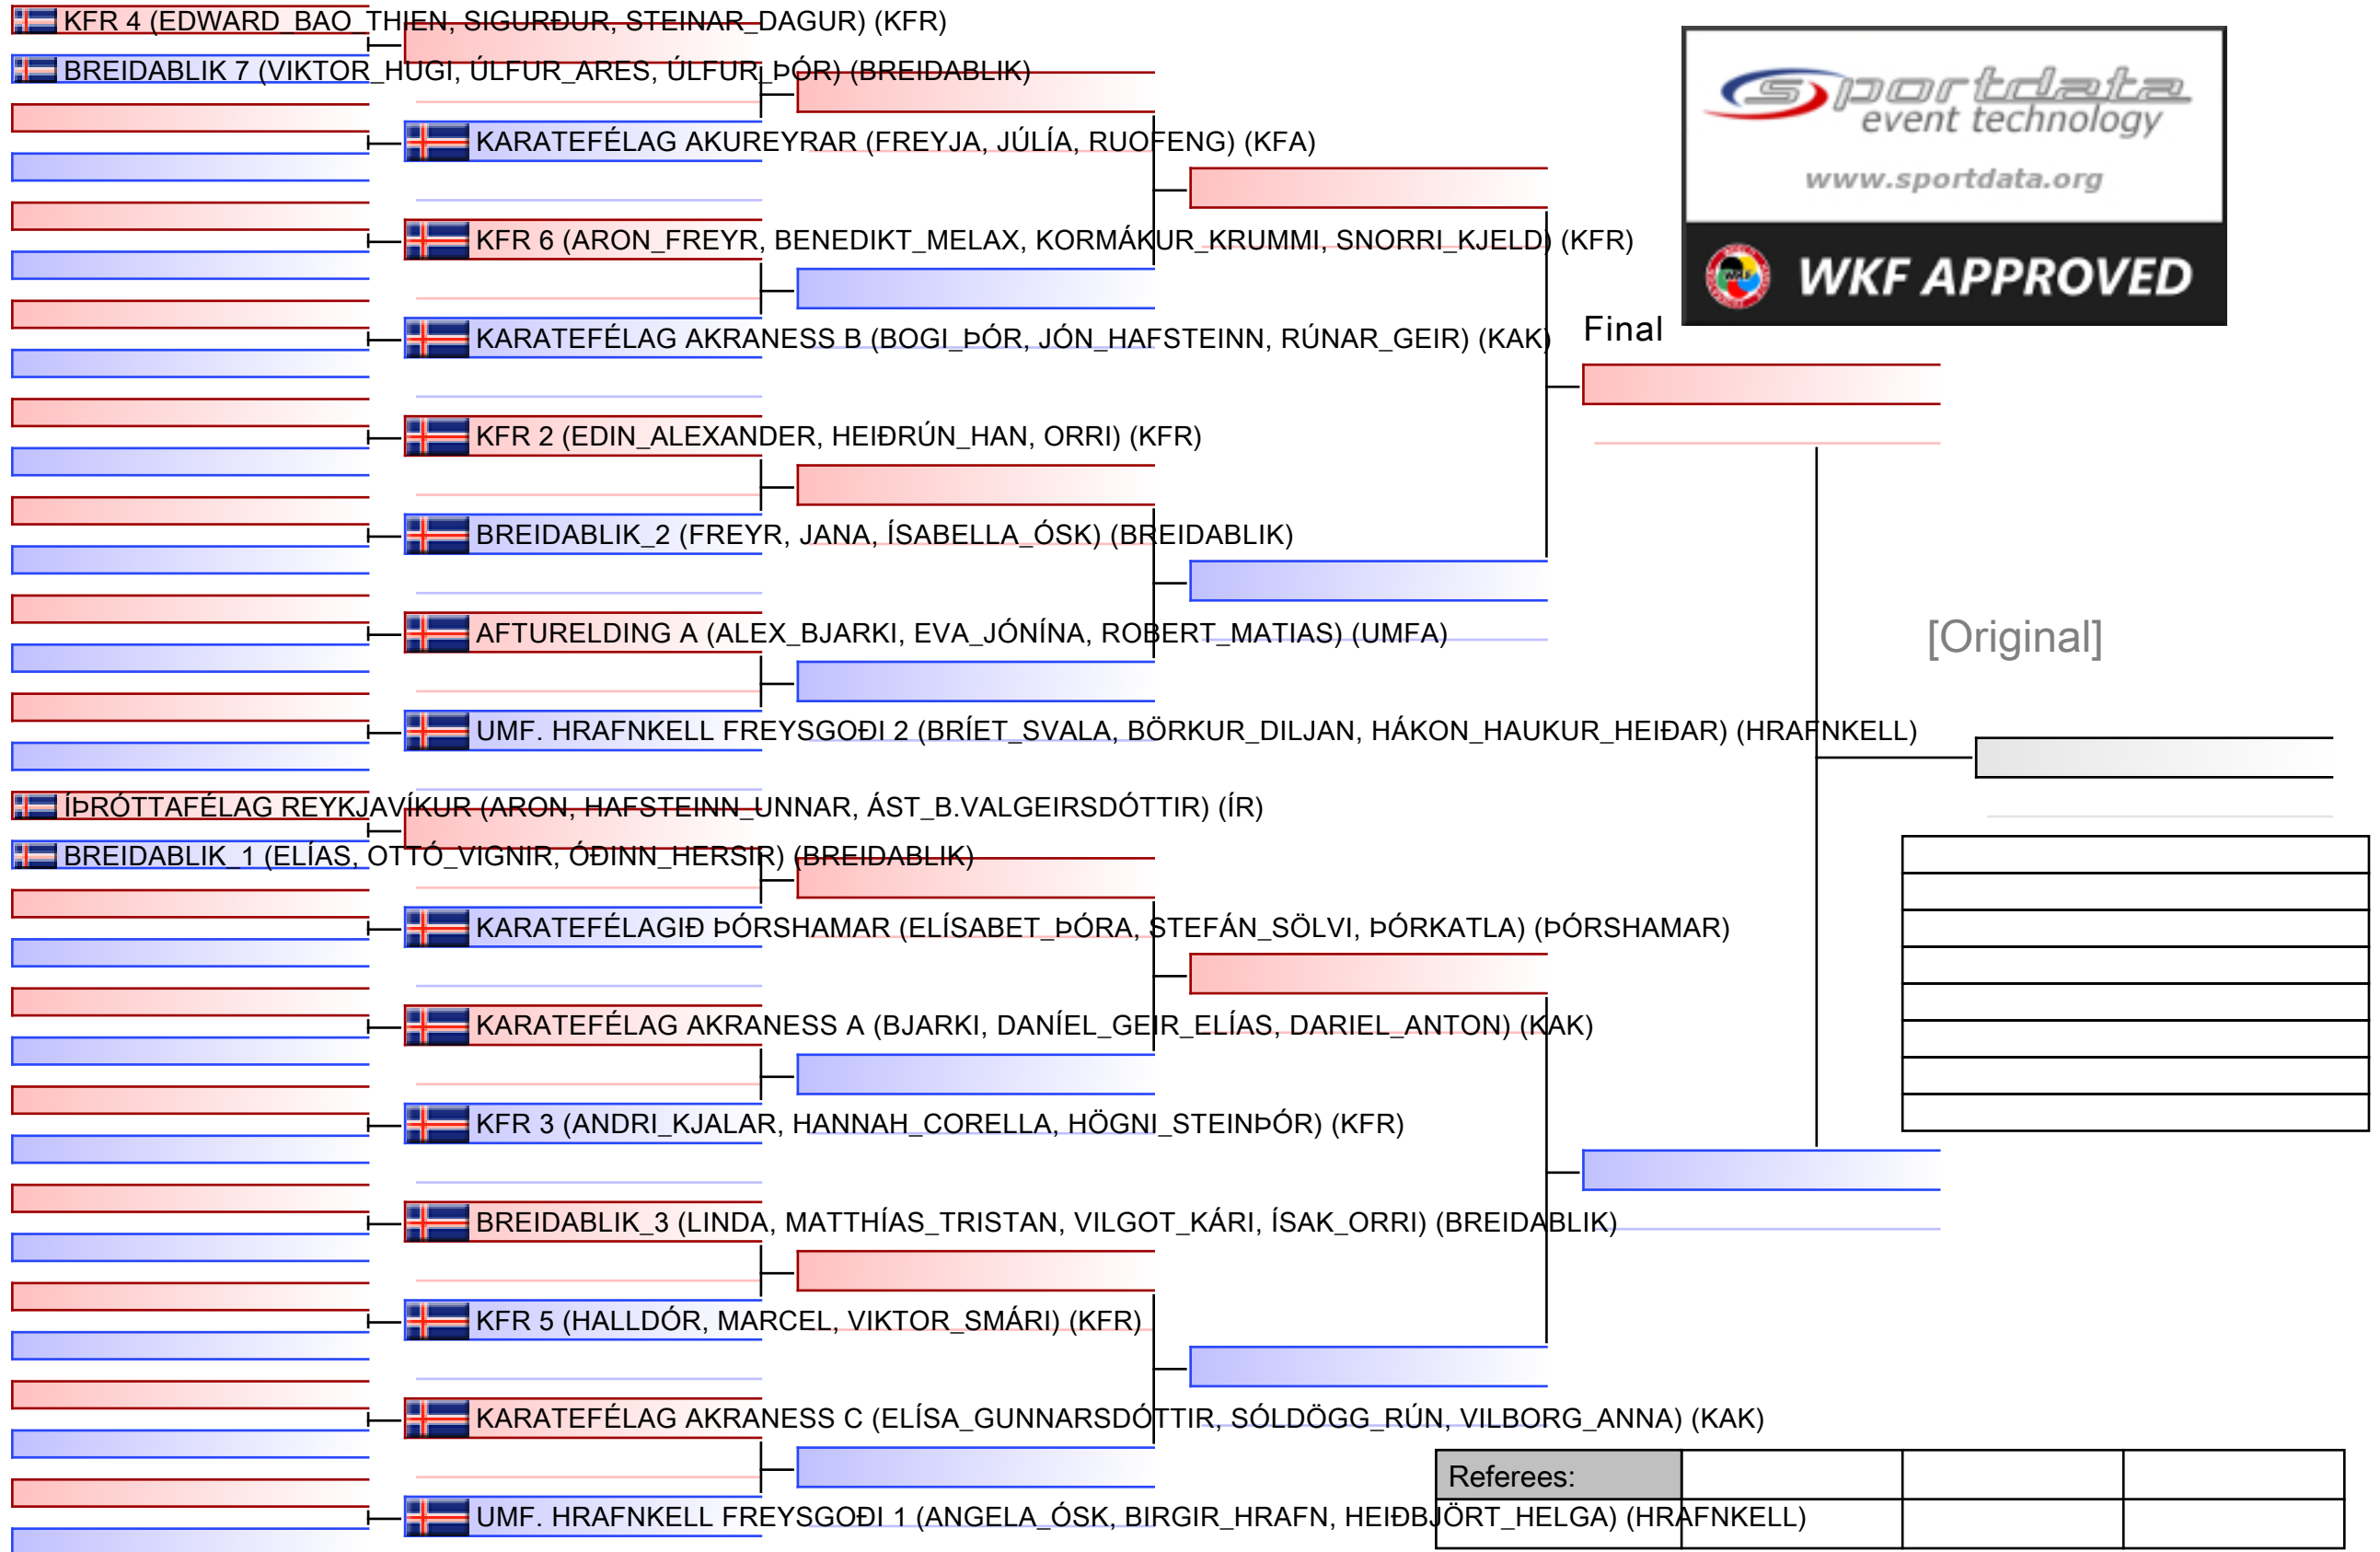 KFR 4 (EDWARD_BAO_THIEN, SIGURÐUR, STEINAR_DAGUR) (KFR)
BREIDABLIK 7 (VIKTOR_HUGI, ÚLFUR_ARES, ÚLFUR_ÞÓR) (BREIDABLIK)
sportdata
event technology
www.sportdata.org
KARATEFÉLAG AKUREYRAR (FREYJA, JÚLÍA, RUOFENG) (KFA)
KFR 6 (ARON_FREYR, BENEDIKT_MELAX, KORMÁKUR_KRUMMI, SNORRI_KJELD) (KFR)
WKF APPROVED
KARATEFÉLAG AKRANESS B (BOGI_ÞÓR, JÓN_HAFSTEINN, RÚNAR_GEIR) (KAK)
Final
KFR 2 (EDIN_ALEXANDER, HEIÐRÚN_HAN, ORRI) (KFR)
BREIDABLIK_2 (FREYR, JANA, ÍSABELLA_ÓSK) (BREIDABLIK)
AFTURELDING A (ALEX_BJARKI, EVA_JÓNÍNA, ROBERT_MATIAS) (UMFA)
[Original]
UMF. HRAFNKELL FREYSGOÐI 2 (BRÍET_SVALA, BÖRKUR_DILJAN, HÁKON_HAUKUR_HEIÐAR) (HRAFNKELL)
ÍÞRÓTTAFÉLAG REYKJAVÍKUR (ARON, HAFSTEINN_UNNAR, ÁST_B.VALGEIRSDÓTTIR) (ÍR)
BREIDABLIK_1 (ELÍAS, OTTÓ_VIGNIR, ÓÐINN_HERSIR) (BREIDABLIK)
KARATEFÉLAGIÐ ÞÓRSHAMAR (ELÍSABET_ÞÓRA, STEFÁN_SÖLVI, ÞÓRKATLA) (ÞÓRSHAMAR)
KARATEFÉLAG AKRANESS A (BJARKI, DANÍEL_GEIR_ELÍAS, DARIEL_ANTON) (KAK)
KFR 3 (ANDRI_KJALAR, HANNAH_CORELLA, HÖGNI_STEINÞÓR) (KFR)
BREIDABLIK_3 (LINDA, MATTHÍAS_TRISTAN, VILGOT_KÁRI, ÍSAK_ORRI) (BREIDABLIK)
KFR 5 (HALLDÓR, MARCEL, VIKTOR_SMÁRI) (KFR)
KARATEFÉLAG AKRANESS C (ELÍSA_GUNNARSDÓTTIR, SÓLDÖGG_RÚN, VILBORG_ANNA) (KAK)
Referees:
UMF. HRAFNKELL FREYSGOÐI 1 (ANGELA_ÓSK, BIRGIR_HRAFN, HEIÐBJÖRT_HELGA) (HRAFNKELL)